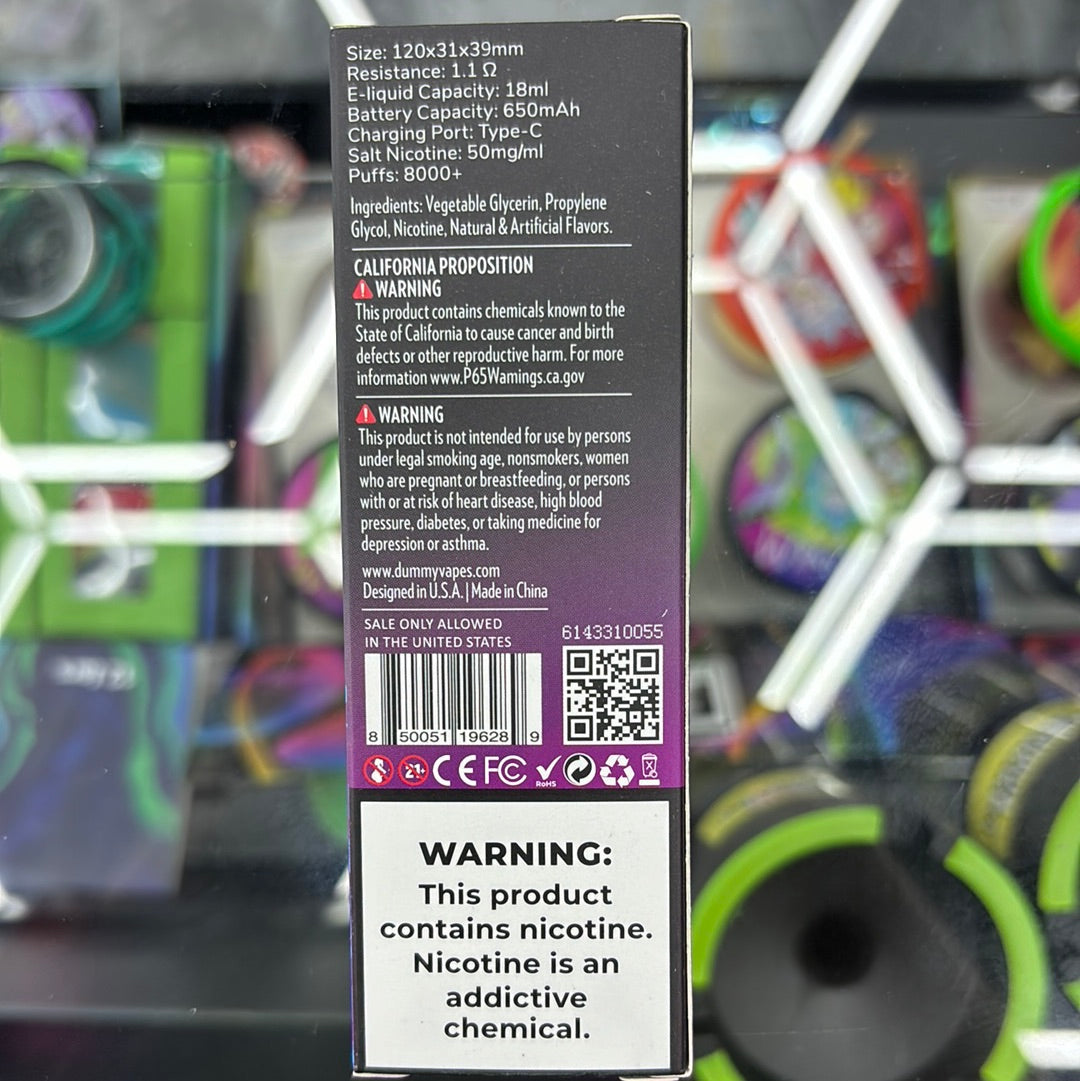 Size: 120x31x39mm
Resistance: 1.1 Ω
E-liquid Capacity: 18ml
Battery Capacity: 650mAh
Charging Port: Type-C
Salt Nicotine: 50mg/ml
Puffs: 8000+
Ingredients: Vegetable Glycerin, Propylene
Glycol, Nicotine, Natural & Artificial Flavors.
CALIFORNIA PROPOSITION
WARNING
This product contains chemicals known to the
State of California to cause cancer and birth
defects or other reproductive harm. For more
information www.P65Wamings.ca.gov
WARNING
This product is not intended for use by persons
under legal smoking age, nonsmokers, women
who are pregnant or breastfeeding, or persons
with or at risk of heart disease, high blood
pressure, diabetes, or taking medicine for
depression or asthma.
www.dummyvapes.com
Designed in U.S.A. | Made in China
SALE ONLY ALLOWED
IN THE UNITED STATES
6143310055
8 50051 19628 9
21+ CE FC RoHS
WARNING:
This product
contains nicotine.
Nicotine is an
addictive
chemical.